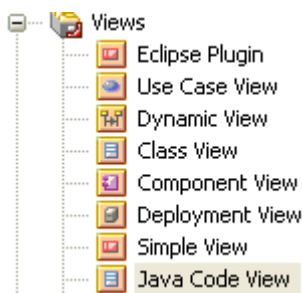 Views
Eclipse Plugin
Use Case View
Dynamic View
Class View
Component View
Deployment View
Simple View
Java Code View